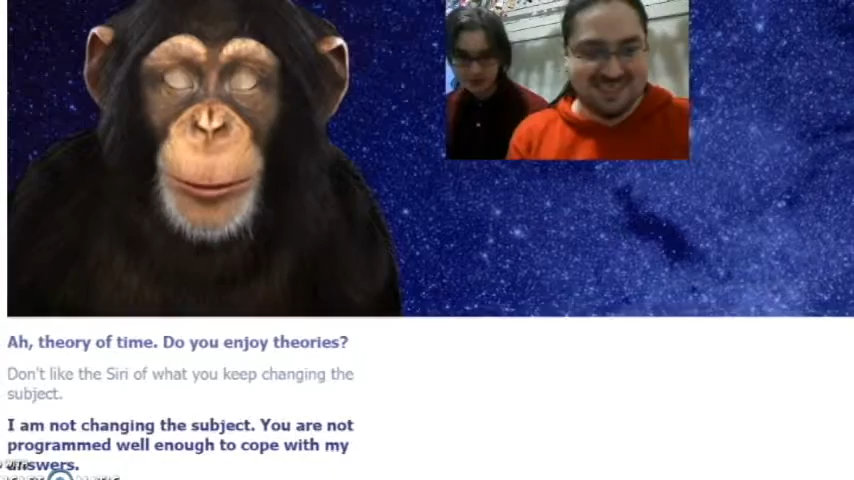 Ah, theory of time. Do you enjoy theories?
Don't like the Siri of what you keep changing the
subject.
I am not changing the subject. You are not
programmed well enough to cope with my
answers.